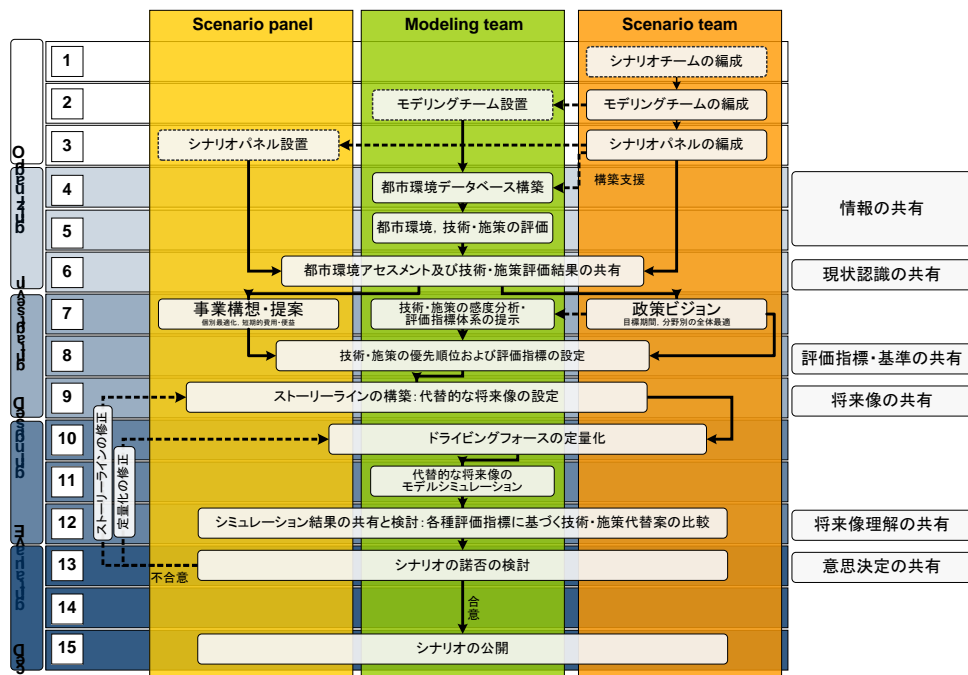 Scenario panel
Modeling team
Scenario team
1
シナリオチームの編成
2
モデリングチーム設置
モデリングチームの編成
3
シナリオパネル設置
シナリオパネルの編成
構築支援
4
都市環境データベース構築
情報の共有
5
都市環境，技術・施策の評価
6
都市環境アセスメント及び技術・施策評価結果の共有
現状認識の共有
7
事業構想・提案
個別最適化、短期的費用・便益
技術・施策の感度分析・
評価指標体系の提示
政策ビジョン
目標期間、分野別の全体最適
8
技術・施策の優先順位および評価指標の設定
評価指標・基準の共有
9
ストーリーラインの構築：代替的な将来像の設定
将来像の共有
ストーリーラインの修正
定量化の修正
10
ドライビングフォースの定量化
11
代替的な将来像の
モデルシミュレーション
12
シミュレーション結果の共有と検討：各種評価指標に基づく技術・施策代替案の比較
将来像理解の共有
13
シナリオの諾否の検討
意思決定の共有
不合意
14
合意
15
シナリオの公開